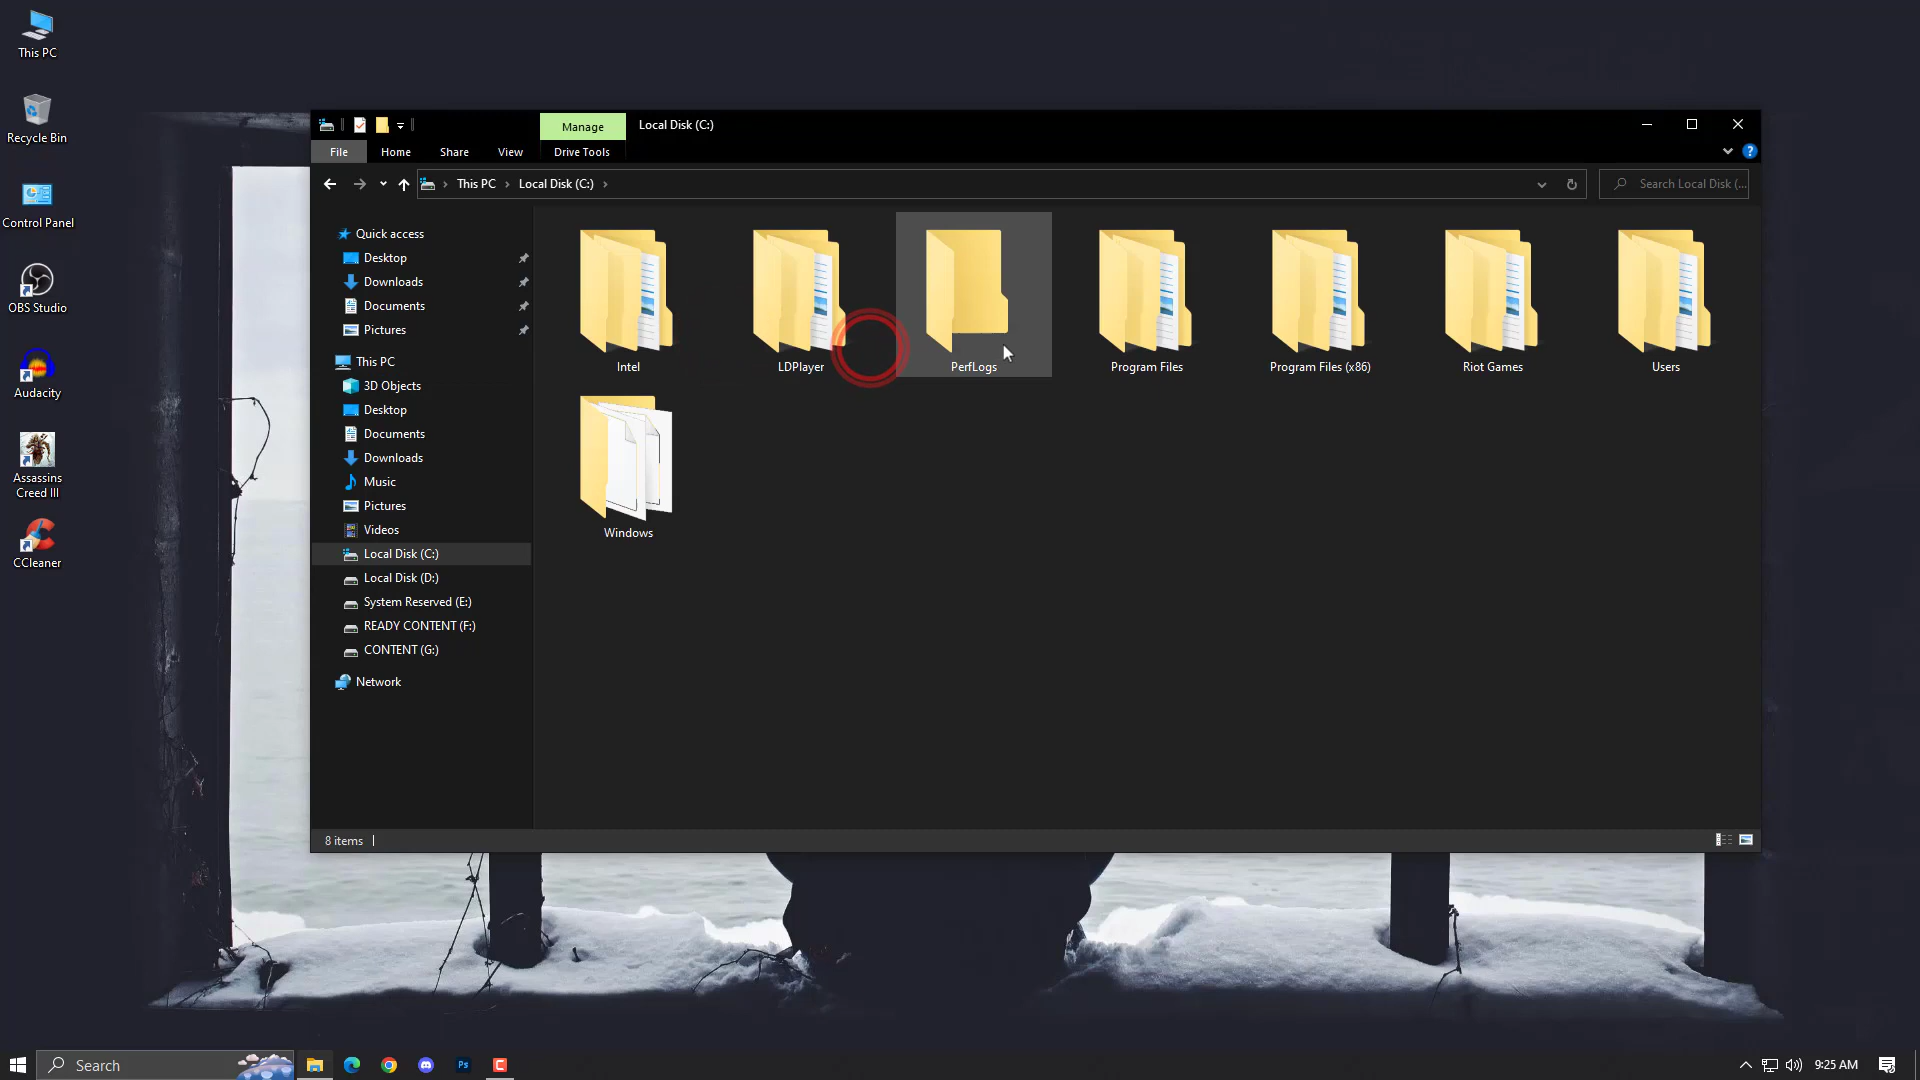 This PC
Recycle Bin
Control Panel
OBS Studio
Audacity
Assassins
Creed III
CCleaner
Manage
Local Disk (C:)
File
Home
Share
View
Drive Tools
This PC
Local Disk (C:)
Search Local Disk (...
Quick access
Desktop
Downloads
Documents
Pictures
This PC
3D Objects
Desktop
Documents
Downloads
Music
Pictures
Videos
Local Disk (C:)
Local Disk (D:)
System Reserved (E:)
READY CONTENT (F:)
CONTENT (G:)
Network
Intel
LDPlayer
PerfLogs
Program Files
Program Files (x86)
Riot Games
Users
Windows
8 items
Search
Ps
9:25 AM